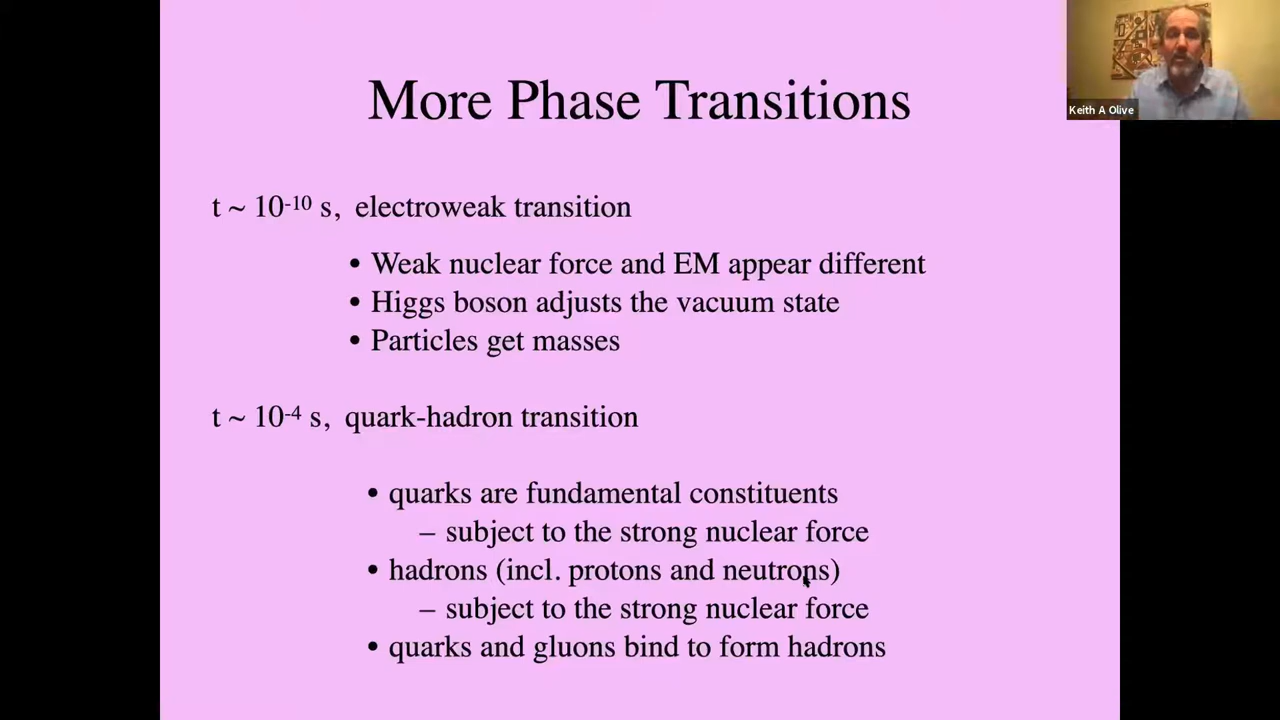 More Phase Transitions
Keith A Olive
t ~ 10⁻¹⁰ s, electroweak transition
• Weak nuclear force and EM appear different
• Higgs boson adjusts the vacuum state
• Particles get masses
t ~ 10⁻⁴ s, quark-hadron transition
• quarks are fundamental constituents
– subject to the strong nuclear force
• hadrons (incl. protons and neutrons)
– subject to the strong nuclear force
• quarks and gluons bind to form hadrons